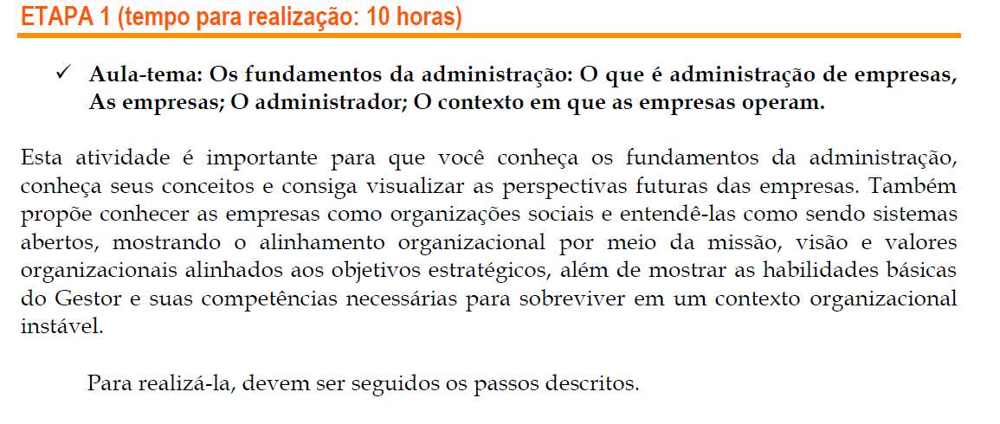 ETAPA 1 (tempo para realização: 10 horas)
✓ Aula-tema: Os fundamentos da administração: O que é administração de empresas,
As empresas; O administrador; O contexto em que as empresas operam.
Esta atividade é importante para que você conheça os fundamentos da administração,
conheça seus conceitos e consiga visualizar as perspectivas futuras das empresas. Também
propõe conhecer as empresas como organizações sociais e entendê-las como sendo sistemas
abertos, mostrando o alinhamento organizacional por meio da missão, visão e valores
organizacionais alinhados aos objetivos estratégicos, além de mostrar as habilidades básicas
do Gestor e suas competências necessárias para sobreviver em um contexto organizacional
instável.
Para realizá-la, devem ser seguidos os passos descritos.